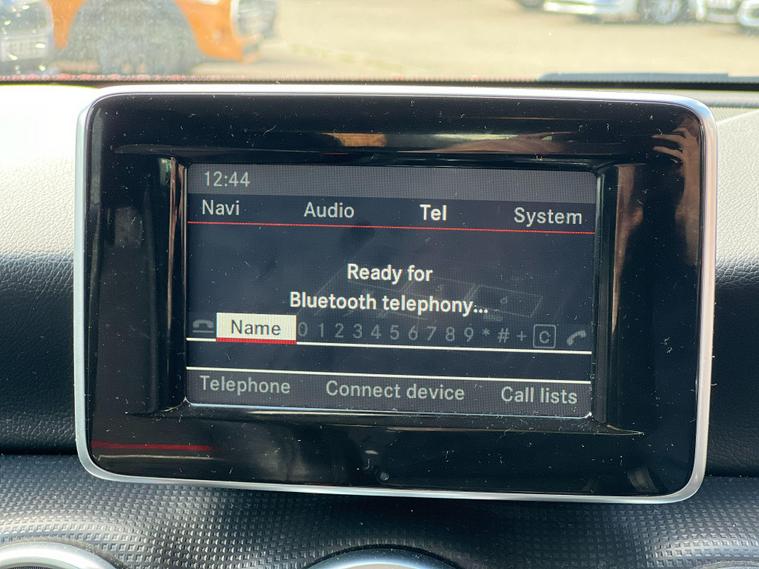 12:44
Navi Audio Tel System
Ready for
Bluetooth telephony...
Name 0 1 2 3 4 5 6 7 8 9 * # + C
Telephone Connect device Call lists